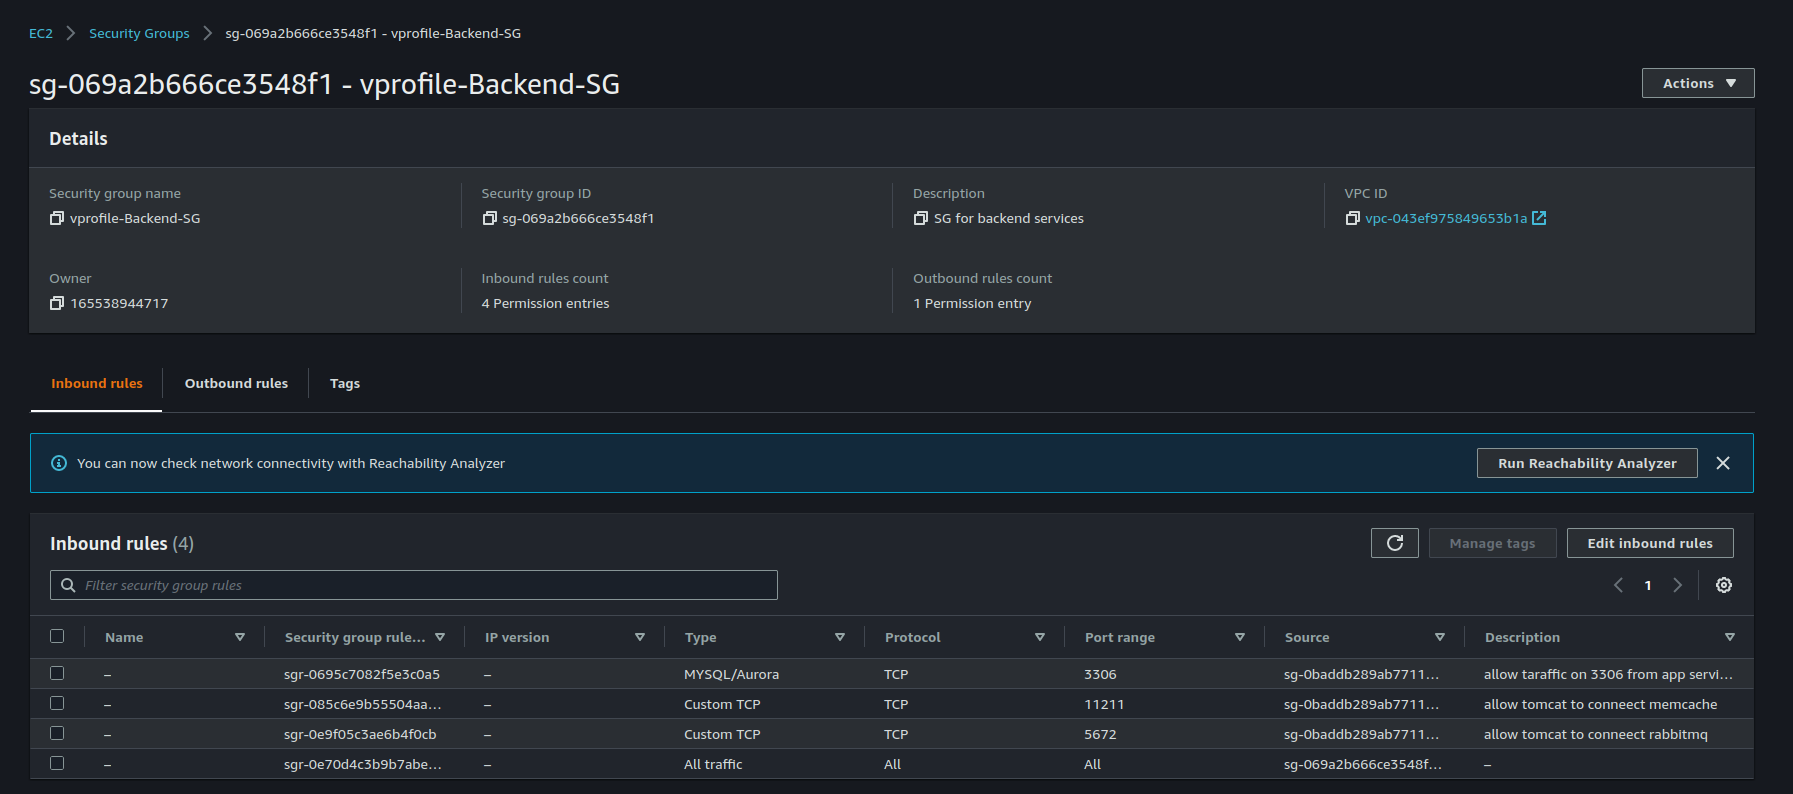 EC2 > Security Groups > sg-069a2b666ce3548f1 - vprofile-Backend-SG
sg-069a2b666ce3548f1 - vprofile-Backend-SG
Actions
Details
Security group name
vprofile-Backend-SG
Security group ID
sg-069a2b666ce3548f1
Description
SG for backend services
VPC ID
vpc-043ef975849653b1a
Owner
165538944717
Inbound rules count
4 Permission entries
Outbound rules count
1 Permission entry
Inbound rules Outbound rules Tags
You can now check network connectivity with Reachability Analyzer
Run Reachability Analyzer
Inbound rules (4)
Manage tags
Edit inbound rules
Filter security group rules
1
Name Security group rule... IP version Type Protocol Port range Source Description
– sgr-0695c7082f5e3c0a5 – MYSQL/Aurora TCP 3306 sg-0baddb289ab7711... allow taraffic on 3306 from app servi...
– sgr-085c6e9b55504aa... – Custom TCP TCP 11211 sg-0baddb289ab7711... allow tomcat to conneect memcache
– sgr-0e9f05c3ae6b4f0cb – Custom TCP TCP 5672 sg-0baddb289ab7711... allow tomcat to conneect rabbitmq
– sgr-0e70d4c3b9b7abe... – All traffic All All sg-069a2b666ce3548f... –